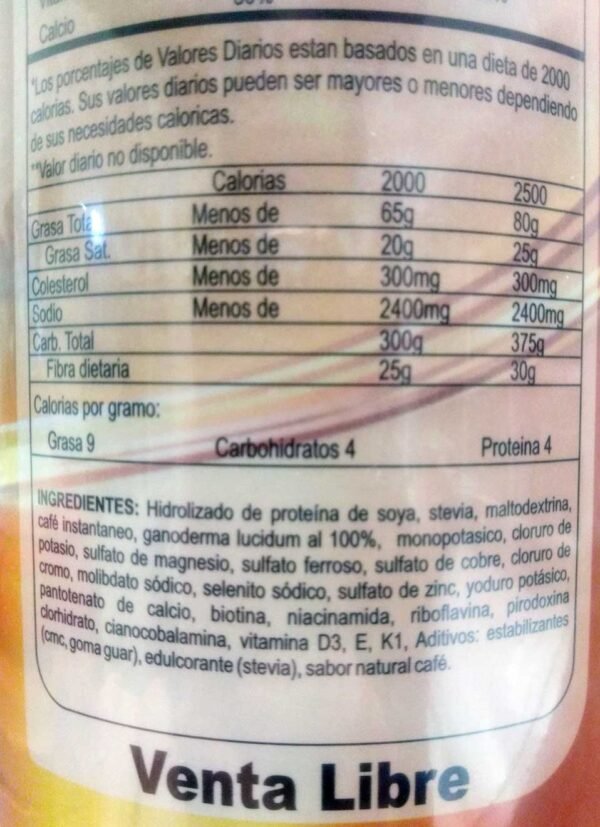 Calcio
*Los porcentajes de Valores Diarios estan basados en una dieta de 2000
calorias. Sus valores diarios pueden ser mayores o menores dependiendo
de sus necesidades caloricas.
**Valor diario no disponible.
Calorias 2000 2500
Grasa Total Menos de 65g 80g
Grasa Sat. Menos de 20g 25g
Colesterol Menos de 300mg 300mg
Sodio Menos de 2400mg 2400mg
Carb. Total 300g 375g
Fibra dietaria 25g 30g
Calorias por gramo:
Grasa 9 Carbohidratos 4 Proteina 4
INGREDIENTES: Hidrolizado de proteína de soya, stevia, maltodextrina,
café instantaneo, ganoderma lucidum al 100%, monopotasico, cloruro de
potasio, sulfato de magnesio, sulfato ferroso, sulfato de cobre, cloruro de
cromo, molibdato sódico, selenito sódico, sulfato de zinc, yoduro potásico,
pantotenato de calcio, biotina, niacinamida, riboflavina, pirodoxina
clorhidrato, cianocobalamina, vitamina D3, E, K1, Aditivos: estabilizantes
(cmc, goma guar), edulcorante (stevia), sabor natural café.
Venta Libre